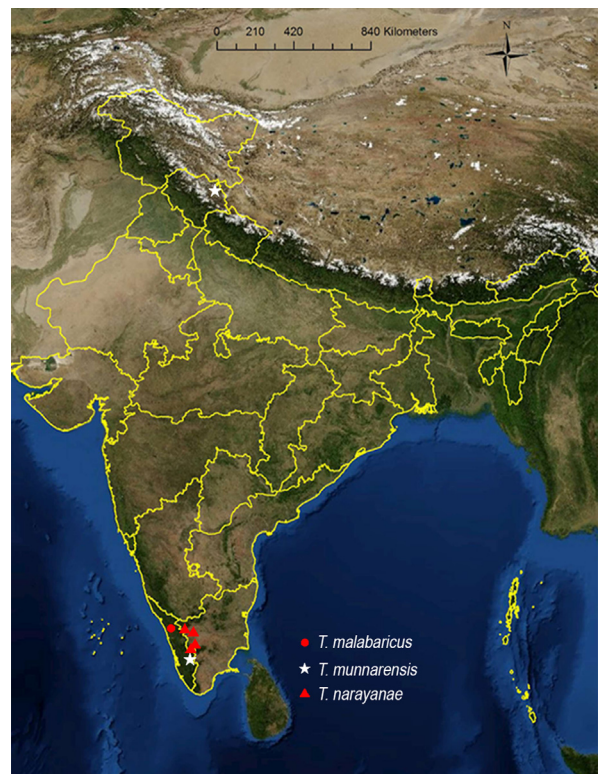 N
0 210 420 840 Kilometers
T. malabaricus
T. munnarensis
T. narayanae